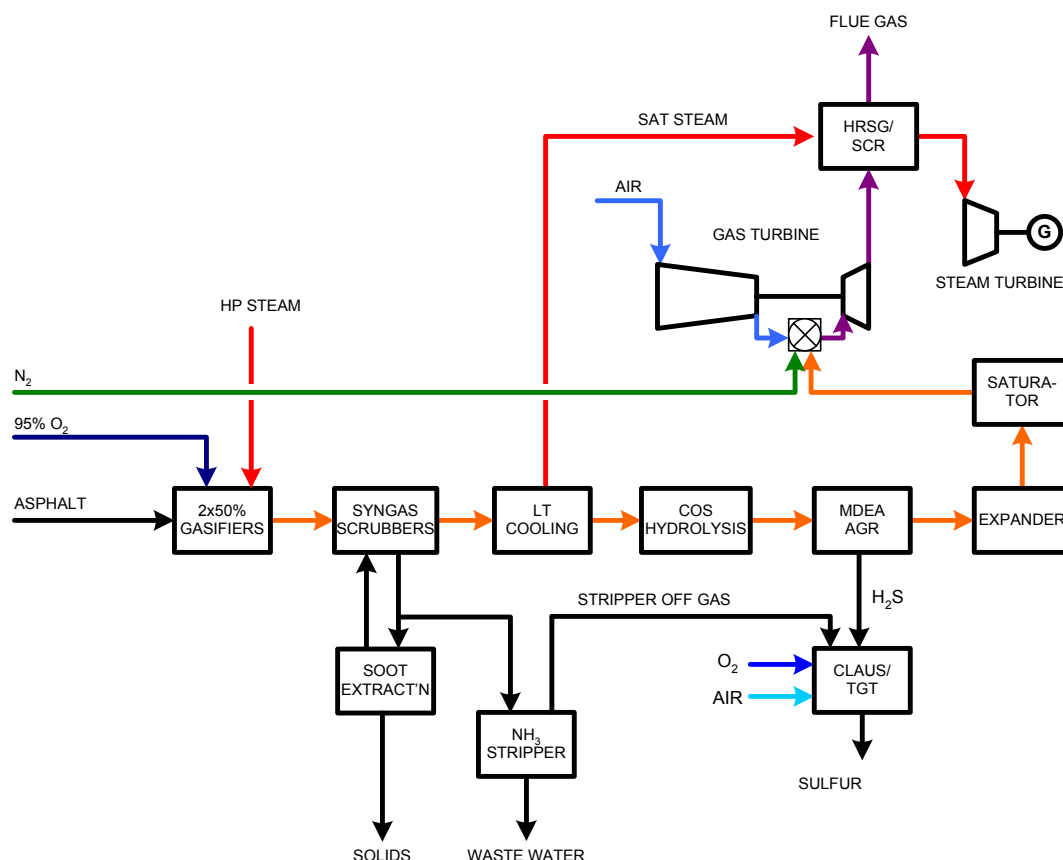 FLUE GAS
SAT STEAM
HRSG/
SCR
AIR
GAS TURBINE
G
STEAM TURBINE
HP STEAM
N₂
SATURA-
TOR
95% O₂
ASPHALT
2x50%
GASIFIERS
SYNGAS
SCRUBBERS
LT
COOLING
COS
HYDROLYSIS
MDEA
AGR
EXPANDER
STRIPPER OFF GAS
H₂S
SOOT
EXTRACT'N
O₂
AIR
CLAUS/
TGT
NH₃
STRIPPER
SULFUR
SOLIDS
WASTE WATER